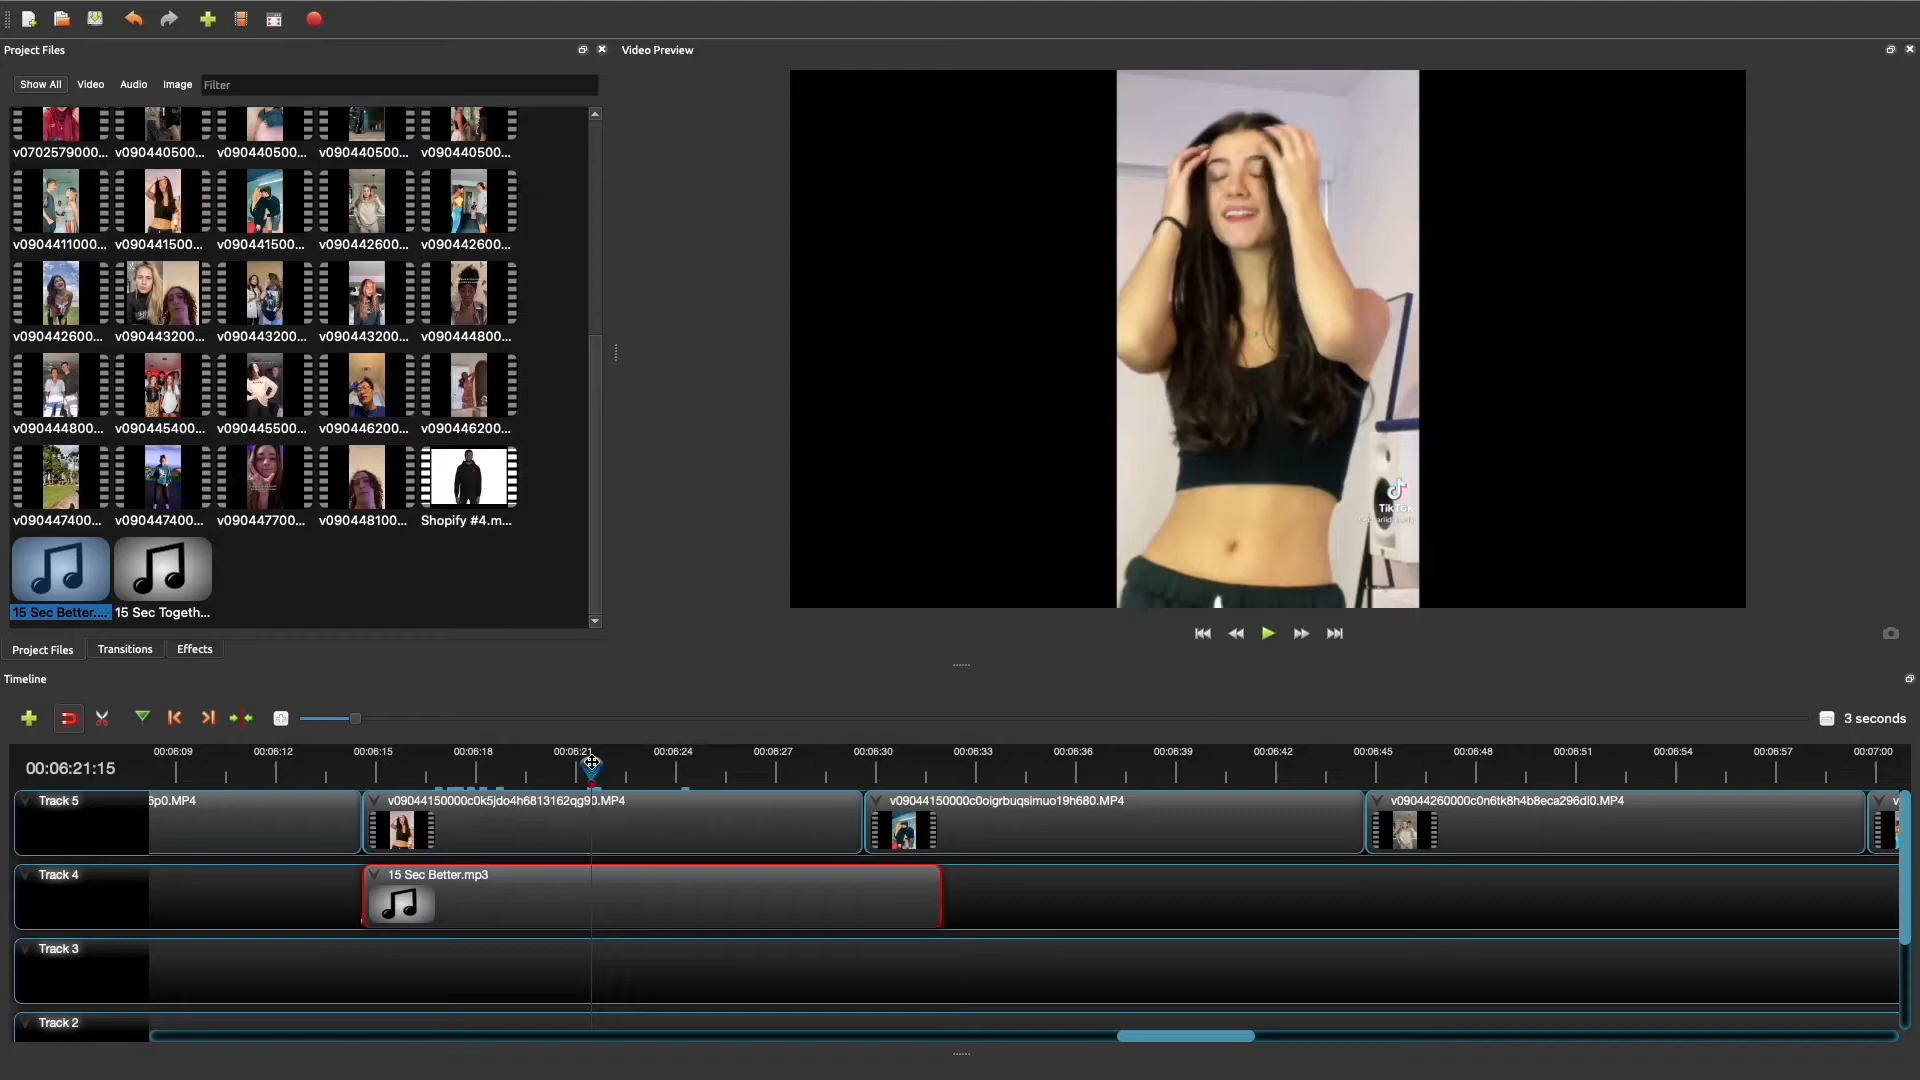 Project Files
Video Preview
Show All Video Audio Image Filter
v0702579000... v090440500... v090440500... v090440500... v090440500...
v0904411000... v090441500... v090441500... v090442600... v090442600...
v090442600... v090443200... v090443200... v090443200... v090444800...
v090444800... v090445400... v090445500... v090446200... v090446200...
v090447400... v090447400... v090447700... v090448100... Shopify #4.m...
15 Sec Better.... 15 Sec Togeth...
TikTok
Project Files Transitions Effects
Timeline
3 seconds
00:06:09 00:06:12 00:06:15 00:06:18 00:06:21 00:06:24 00:06:27 00:06:30 00:06:33 00:06:36 00:06:39 00:06:42 00:06:45 00:06:48 00:06:51 00:06:54 00:06:57 00:07:00
00:06:21:15
Track 5 6p0.MP4 v09044150000c0k5jdo4h6813162qg90.MP4 v09044150000c0oigrbuqsimuo19h680.MP4 v09044260000c0n6tk8h4b8eca296di0.MP4 v
Track 4 15 Sec Better.mp3
Track 3
Track 2